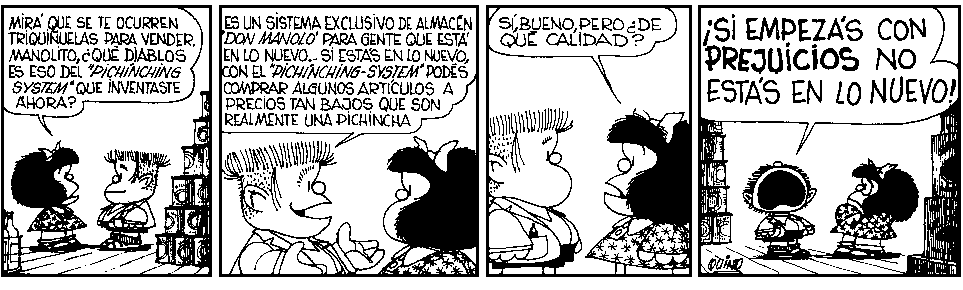 MIRÁ QUE SE TE OCURREN
TRIQUIÑUELAS PARA VENDER,
MANOLITO, ¿QUÉ DIABLOS
ES ESO DEL "PICHINCHING
SYSTEM" QUE INVENTASTE
AHORA?
ES UN SISTEMA EXCLUSIVO DE ALMACÉN
'DON MANOLO' PARA GENTE QUE ESTÁ
EN LO NUEVO... SI ESTÁS EN LO NUEVO,
CON EL "PICHINCHING-SYSTEM" PODÉS
COMPRAR ALGUNOS ARTÍCULOS A
PRECIOS TAN BAJOS QUE SON
REALMENTE UNA PICHINCHA
SÍ, BUENO, PERO ¿DE
QUÉ CALIDAD?
¡SI EMPEZÁS CON
PREJUICIOS NO
ESTÁS EN LO NUEVO!
QUINO